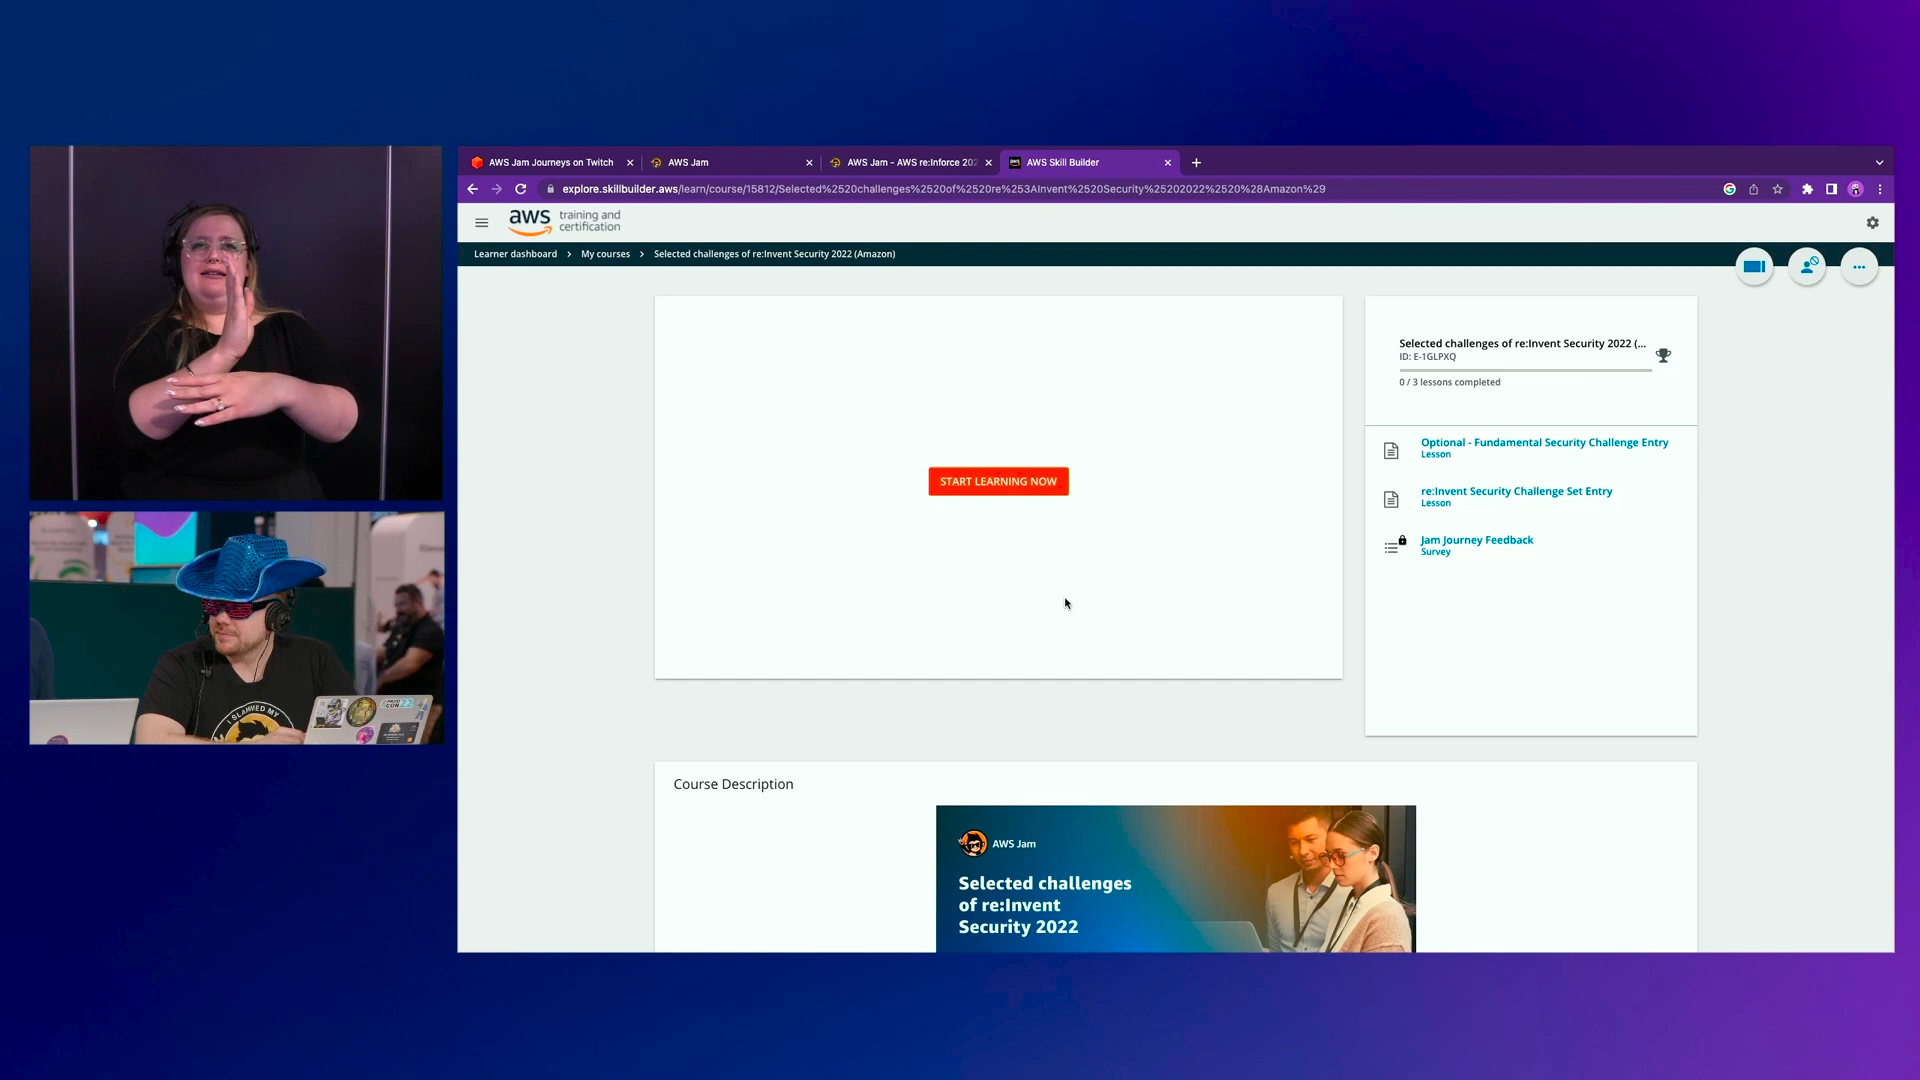 AWS Jam Journeys on Twitch
AWS Jam
AWS Jam - AWS re:Inforce 202
AWS Skill Builder
explore.skillbuilder.aws/learn/course/15812/Selected%2520challenges%2520of%2520re%253AInvent%2520Security%25202022%2520%28Amazon%29
aws training and certification
Learner dashboard > My courses > Selected challenges of re:Invent Security 2022 (Amazon)
START LEARNING NOW
Selected challenges of re:Invent Security 2022 (...
ID: E-1GLPXQ
0 / 3 lessons completed
Optional - Fundamental Security Challenge Entry
Lesson
re:Invent Security Challenge Set Entry
Lesson
Jam Journey Feedback
Survey
Course Description
AWS Jam
Selected challenges
of re:Invent
Security 2022
I SLAMMED MY